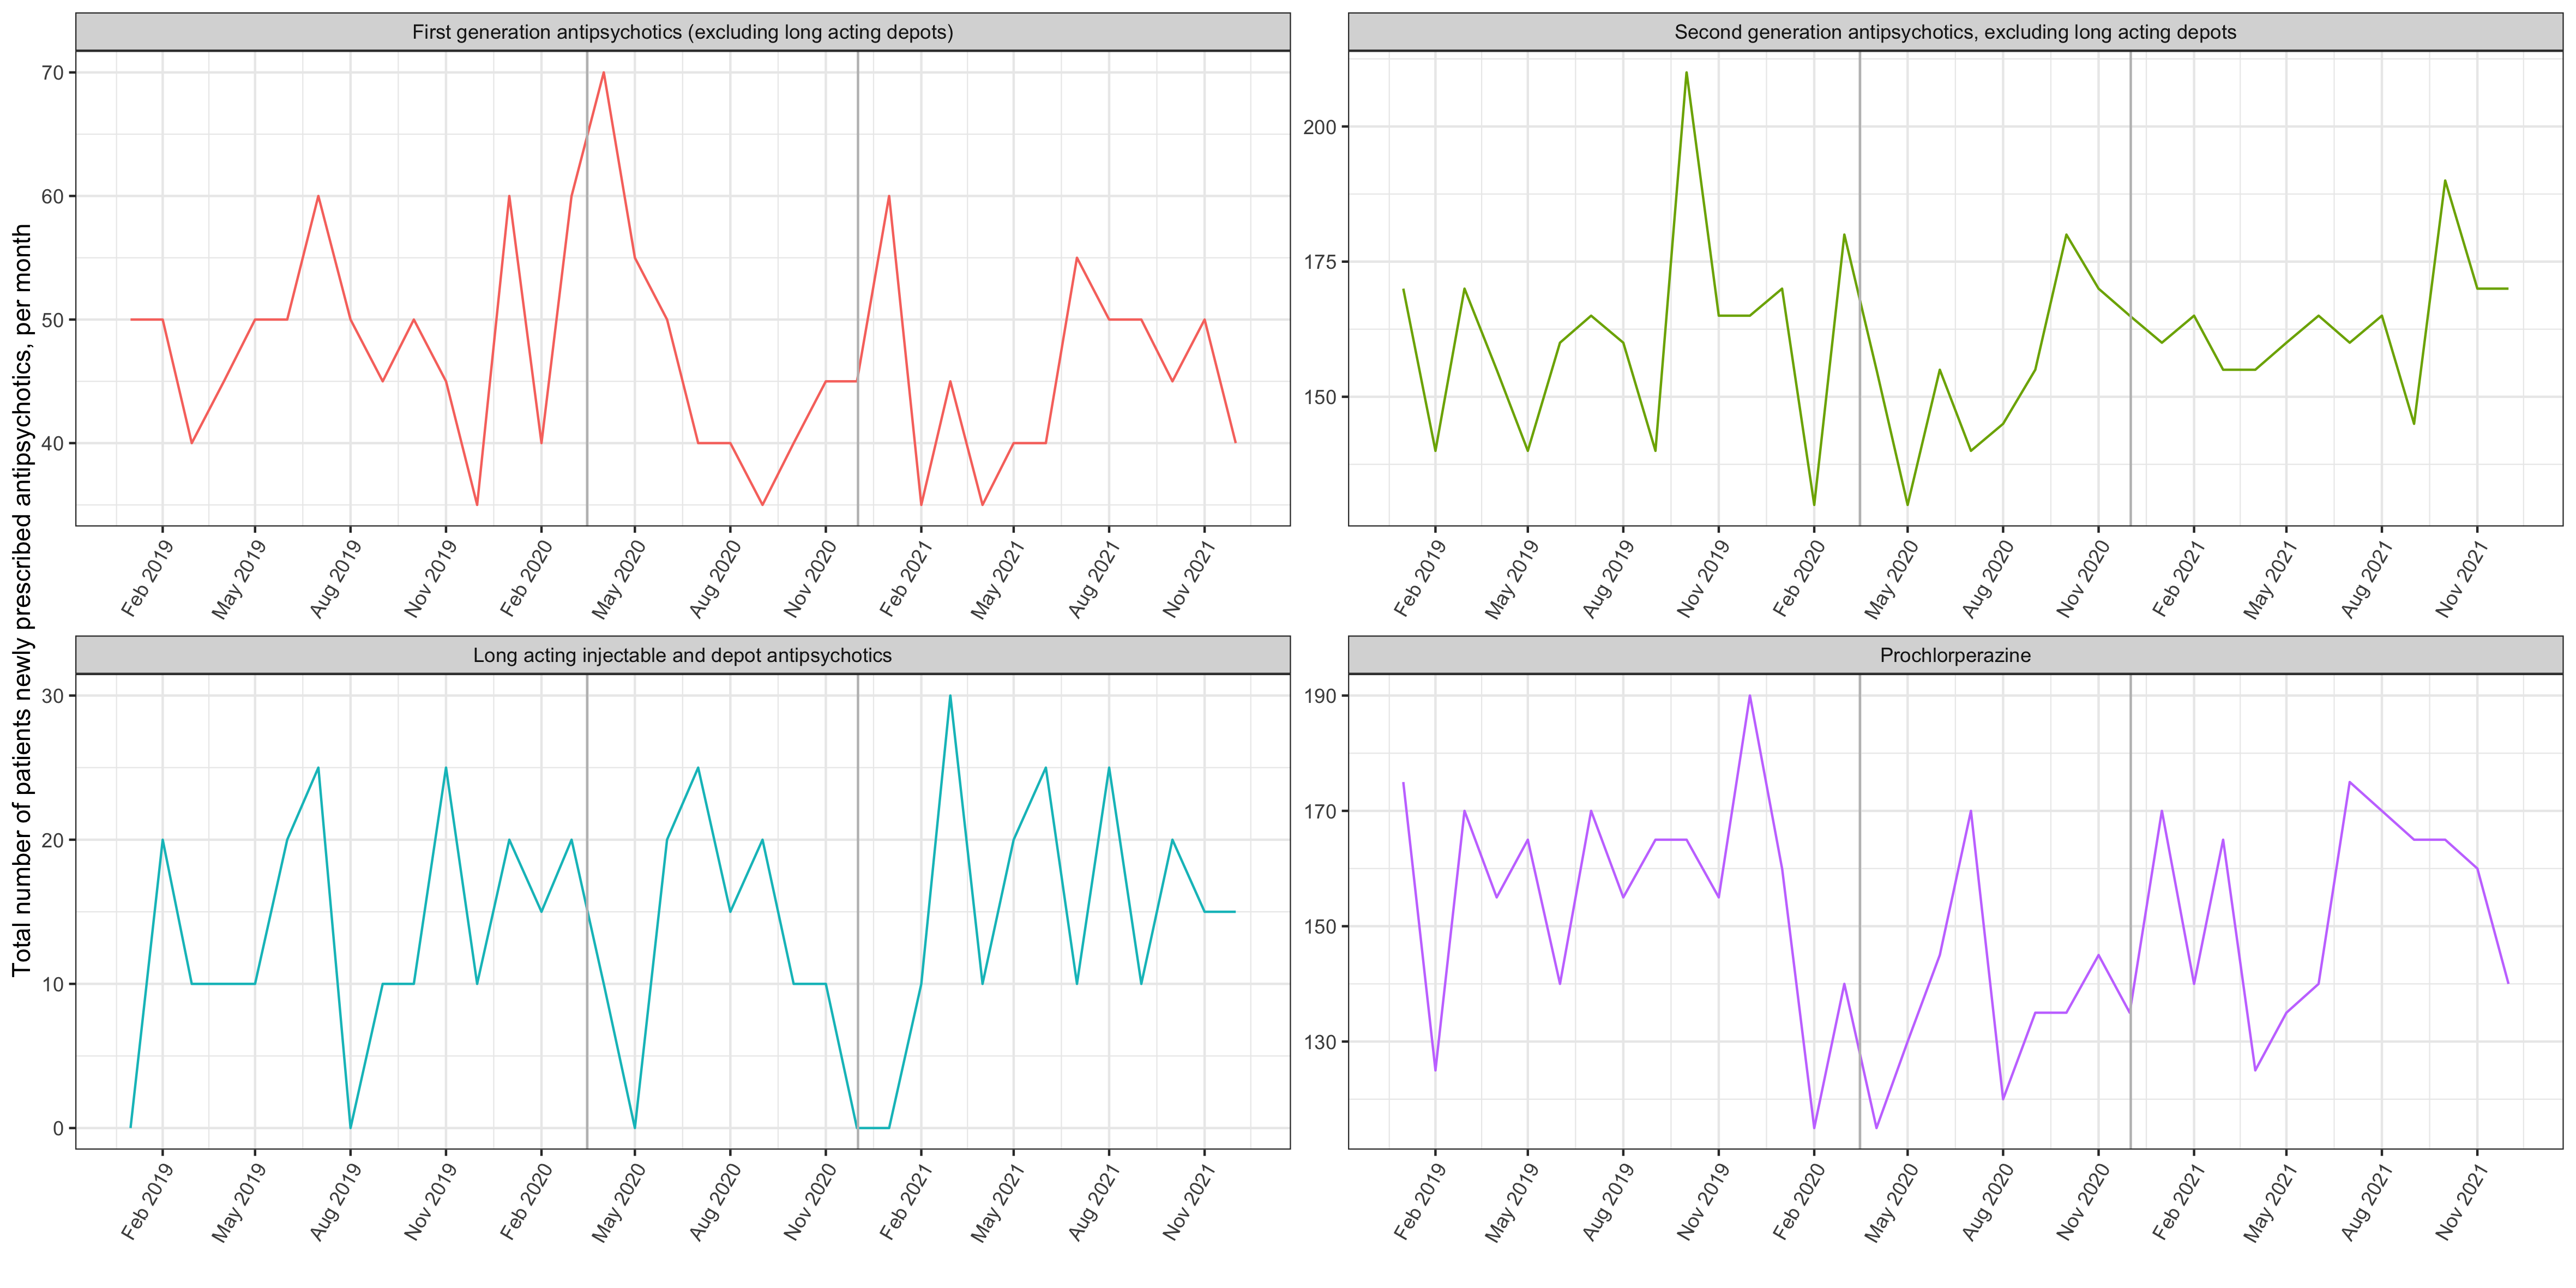 Total number of patients newly prescribed antipsychotics, per month
First generation antipsychotics (excluding long acting depots)
70
60
50
40
Feb 2019 May 2019 Aug 2019 Nov 2019 Feb 2020 May 2020 Aug 2020 Nov 2020 Feb 2021 May 2021 Aug 2021 Nov 2021
Second generation antipsychotics, excluding long acting depots
200
175
150
Feb 2019 May 2019 Aug 2019 Nov 2019 Feb 2020 May 2020 Aug 2020 Nov 2020 Feb 2021 May 2021 Aug 2021 Nov 2021
Long acting injectable and depot antipsychotics
30
20
10
0
Feb 2019 May 2019 Aug 2019 Nov 2019 Feb 2020 May 2020 Aug 2020 Nov 2020 Feb 2021 May 2021 Aug 2021 Nov 2021
Prochlorperazine
190
170
150
130
Feb 2019 May 2019 Aug 2019 Nov 2019 Feb 2020 May 2020 Aug 2020 Nov 2020 Feb 2021 May 2021 Aug 2021 Nov 2021